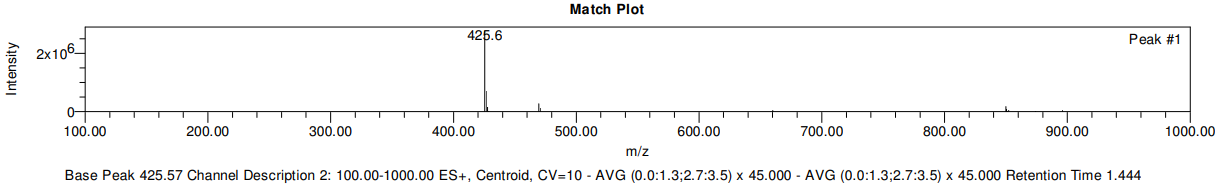 Match Plot
Intensity
2x10⁶
0
425.6
Peak #1
100.00 200.00 300.00 400.00 500.00 600.00 700.00 800.00 900.00 1000.00
m/z
Base Peak 425.57 Channel Description 2: 100.00-1000.00 ES+, Centroid, CV=10 - AVG (0.0:1.3;2.7:3.5) x 45.000 - AVG (0.0:1.3;2.7:3.5) x 45.000 Retention Time 1.444